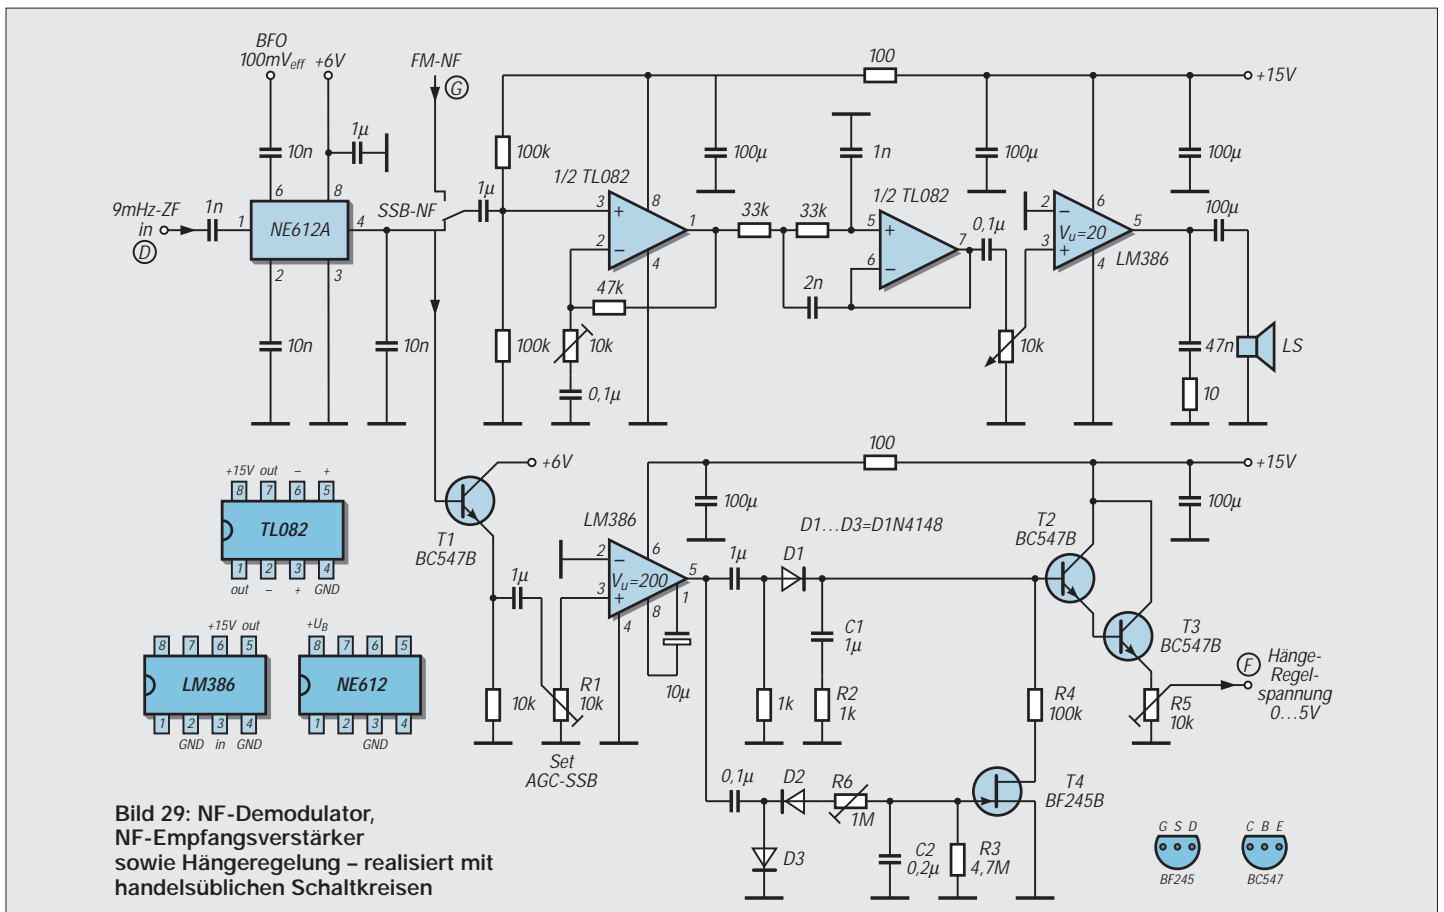 BFO
100mVeff +6V
FM-NF
G
100
+15V
1µ
10n
100k
1/2 TL082
100µ
1n
100µ
100µ
9mHz-ZF
in
D
1n
1
6
8
NE612A
4
2
3
SSB-NF
1µ
3
+
8
1
2
–
4
33k
33k
1/2 TL082
5
+
7
6
–
0,1µ
2
–
6
Vu=20
5
3
+
4
LM386
100µ
47k
2n
10n
10n
100k
10k
0,1µ
10k
47n
10
LS
+6V
100
+15V
+15V out – +
8 7 6 5
TL082
1 2 3 4
out – + GND
T1
BC547B
LM386
100µ
D1...D3=D1N4148
T2
BC547B
100µ
1µ
2
–
6
Vu=200
5
3
+
1
8
4
1µ
D1
T3
BC547B
+15V out
8 7 6 5
LM386
1 2 3 4
GND in GND
+UB
8 7 6 5
NE612
1 2 3 4
GND
10k
R1
10k
10µ
1k
C1
1µ
R2
1k
R4
100k
R5
10k
F
Hänge-
Regel-
spannung
0...5V
Set
AGC-SSB
0,1µ
D2
R6
1M
T4
BF245B
D3
C2
0,2µ
R3
4,7M
G S D
BF245
C B E
BC547
Bild 29: NF-Demodulator,
NF-Empfangsverstärker
sowie Hängeregelung – realisiert mit
handelsüblichen Schaltkreisen